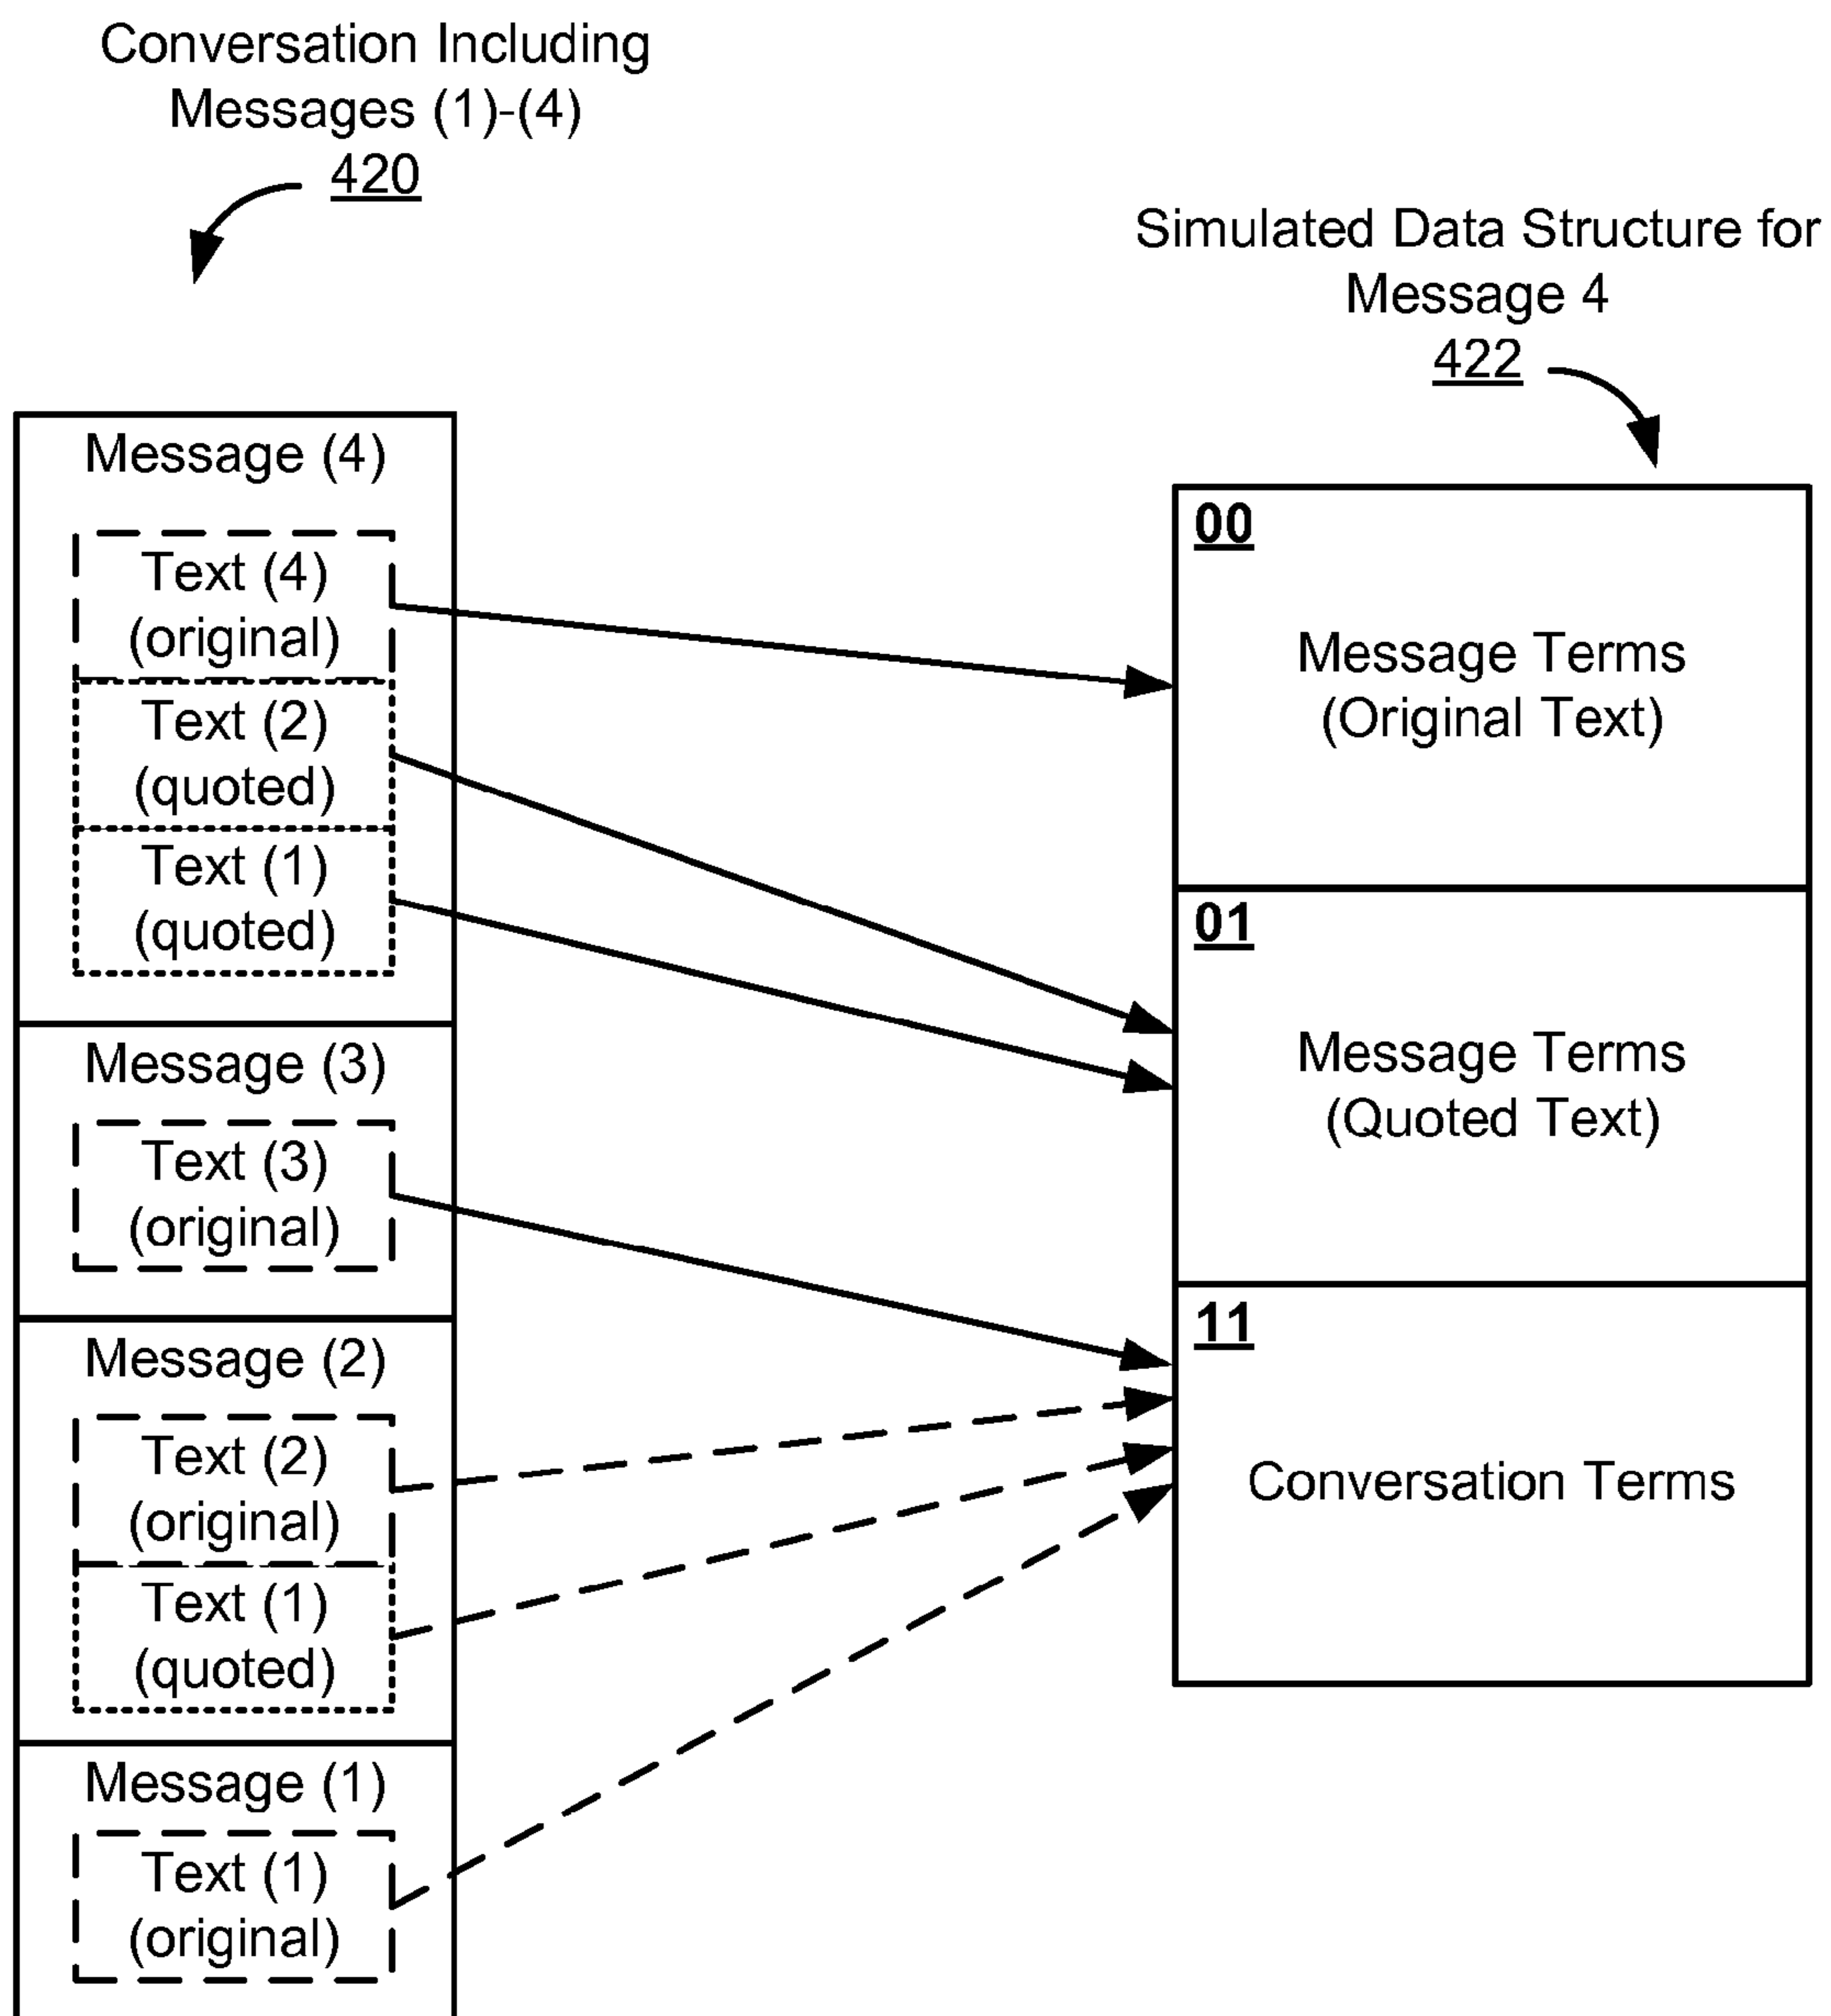 Conversation Including
Messages (1)-(4)
420
Simulated Data Structure for
Message 4
422
Message (4)
Text (4)
(original)
Text (2)
(quoted)
Text (1)
(quoted)
Message (3)
Text (3)
(original)
Message (2)
Text (2)
(original)
Text (1)
(quoted)
Message (1)
Text (1)
(original)
00
Message Terms
(Original Text)
01
Message Terms
(Quoted Text)
11
Conversation Terms